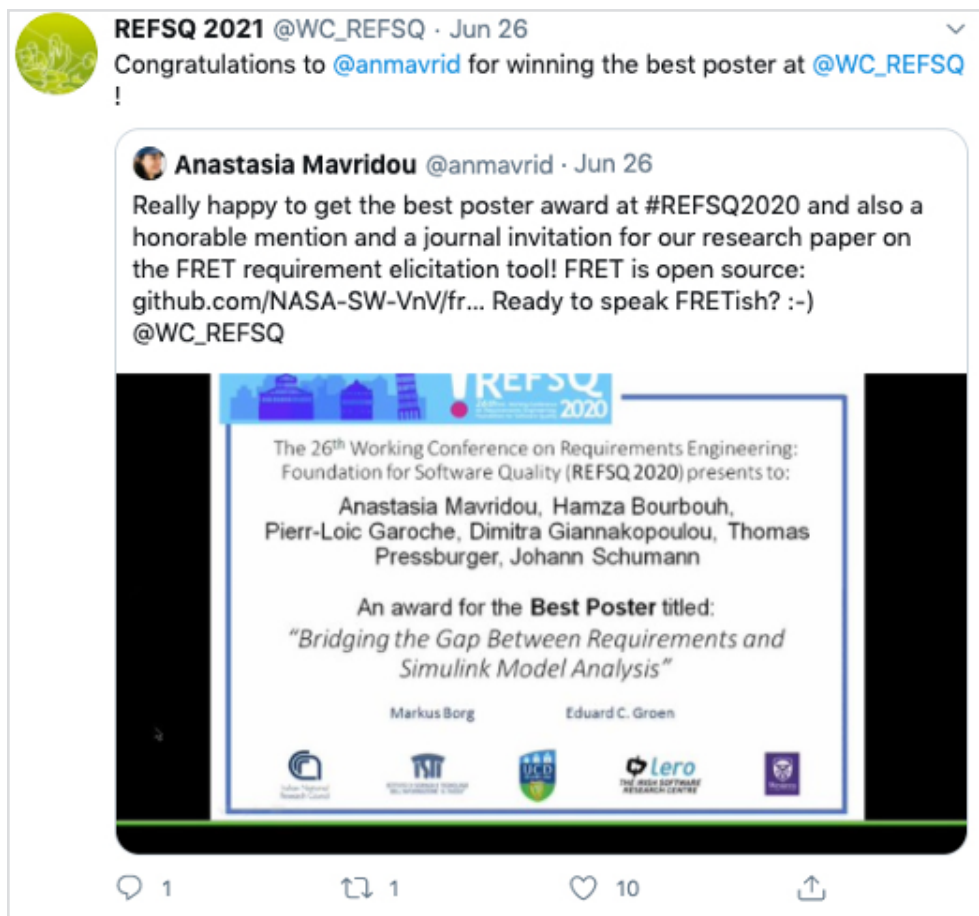 REFSQ 2021 @WC_REFSQ · Jun 26
Congratulations to @anmavrid for winning the best poster at @WC_REFSQ
!
Anastasia Mavridou @anmavrid · Jun 26
Really happy to get the best poster award at #REFSQ2020 and also a
honorable mention and a journal invitation for our research paper on
the FRET requirement elicitation tool! FRET is open source:
github.com/NASA-SW-VnV/fr... Ready to speak FRETish? :-)
@WC_REFSQ
REFSQ
2020
The 26th Working Conference on Requirements Engineering:
Foundation for Software Quality (REFSQ 2020) presents to:
Anastasia Mavridou, Hamza Bourbouh,
Pierr-Loic Garoche, Dimitra Giannakopoulou, Thomas
Pressburger, Johann Schumann
An award for the Best Poster titled:
"Bridging the Gap Between Requirements and
Simulink Model Analysis"
Markus Borg Eduard C. Groen
UCD
Lero
THE IRISH SOFTWARE
RESEARCH CENTRE
1 1 10